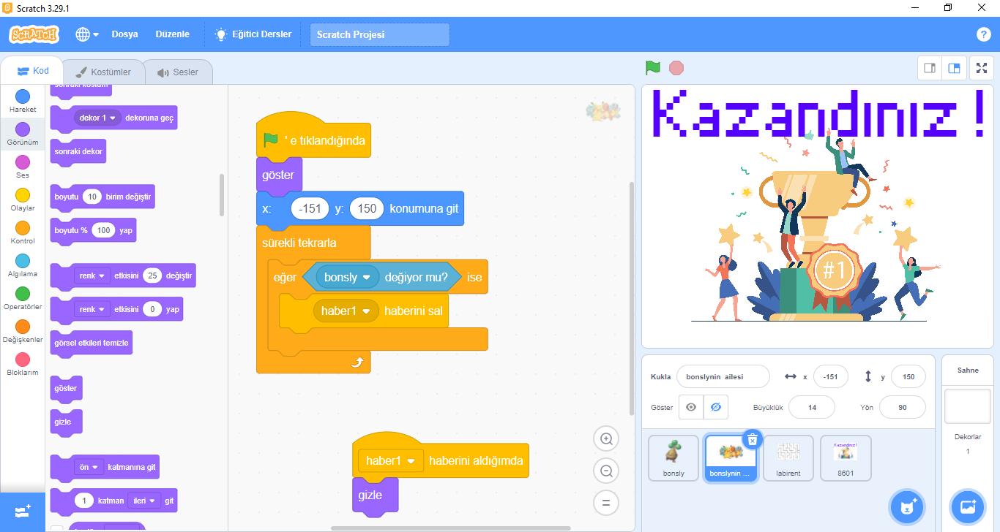 Scratch 3.29.1
SCRATCH
Dosya
Düzenle
Eğitici Dersler
Scratch Projesi
?
Kod
Kostümler
Sesler
Hareket
Görünüm
Ses
Olaylar
Kontrol
Algılama
Operatörler
Değişkenler
Bloklarım
sonraki kostüm
dekor 1 dekoruna geç
sonraki dekor
boyutu 10 birim değiştir
boyutu % 100 yap
renk etkisini 25 değiştir
renk etkisini 0 yap
görsel etkileri temizle
göster
gizle
ön katmanına git
1 katman ileri git
' e tıklandığında
göster
x: -151 y: 150 konumuna git
sürekli tekrarla
eğer bonsly değiyor mu? ise
haber1 haberini sal
haber1 haberini aldığımda
gizle
Kazandınız!
#1
Kukla bonslynin ailesi x -151 y 150
Göster Büyüklük 14 Yön 90
bonsly
bonslynin ...
labirent
Kazandınız!
8601
Sahne
Dekorlar
1